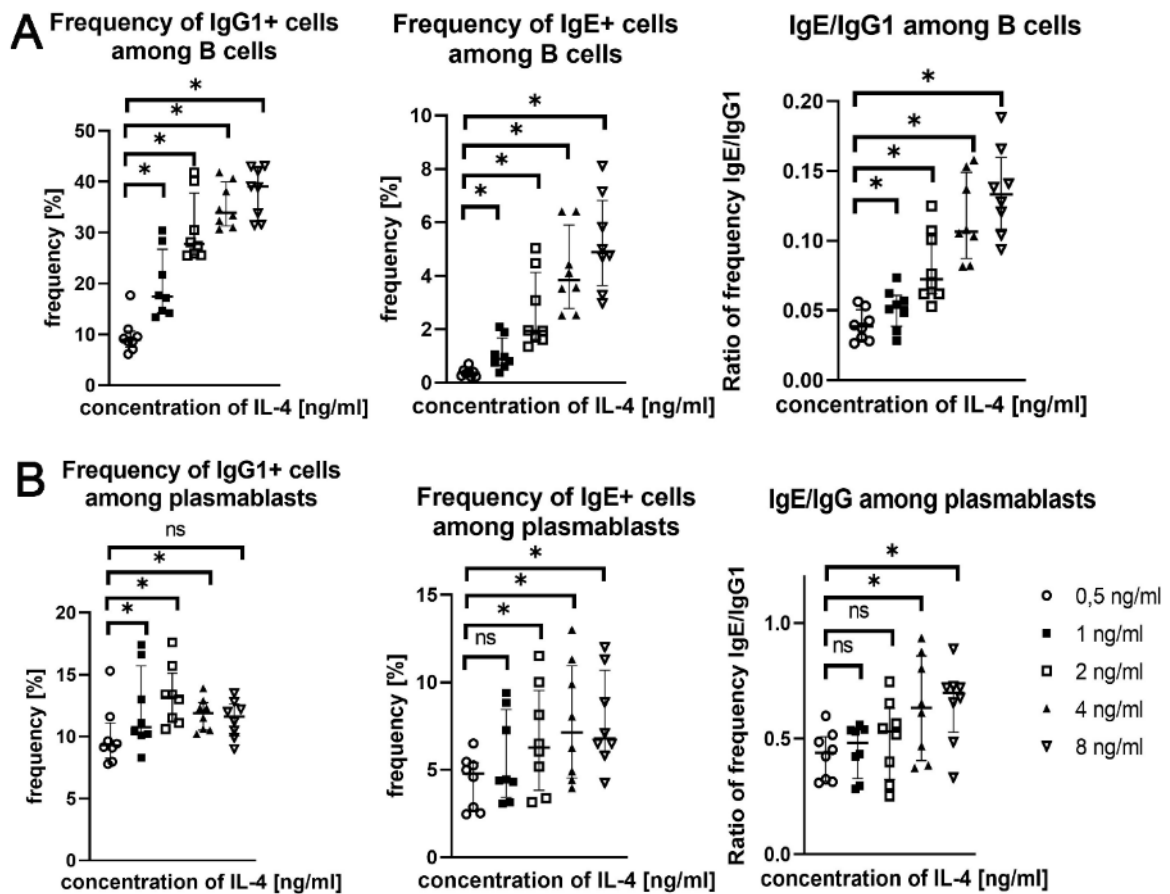 A
Frequency of IgG1+ cells
among B cells
*
*
*
*
50
40
30
20
10
0
frequency [%]
concentration of IL-4 [ng/ml]
Frequency of IgE+ cells
among B cells
*
*
*
*
10
8
6
4
2
0
frequency [%]
concentration of IL-4 [ng/ml]
IgE/IgG1 among B cells
*
*
*
*
0.20
0.15
0.10
0.05
0.00
Ratio of frequency IgE/IgG1
concentration of IL-4 [ng/ml]
B
Frequency of IgG1+ cells
among plasmablasts
ns
*
*
*
20
15
10
5
0
frequency [%]
concentration of IL-4 [ng/ml]
Frequency of IgE+ cells
among plasmablasts
*
*
*
ns
15
10
5
0
frequency [%]
concentration of IL-4 [ng/ml]
IgE/IgG among plasmablasts
*
*
ns
ns
1.0
0.5
0.0
Ratio of frequency IgE/IgG1
concentration of IL-4 [ng/ml]
0,5 ng/ml
1 ng/ml
2 ng/ml
4 ng/ml
8 ng/ml